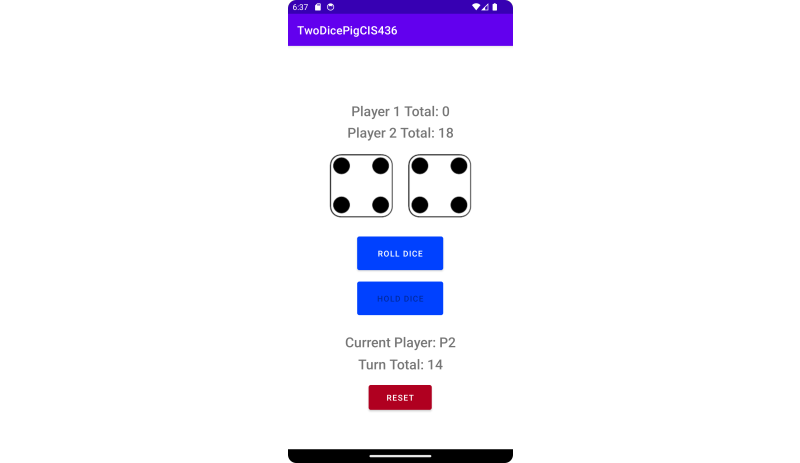 6:37
TwoDicePigCIS436
Player 1 Total: 0
Player 2 Total: 18
ROLL DICE
HOLD DICE
Current Player: P2
Turn Total: 14
RESET